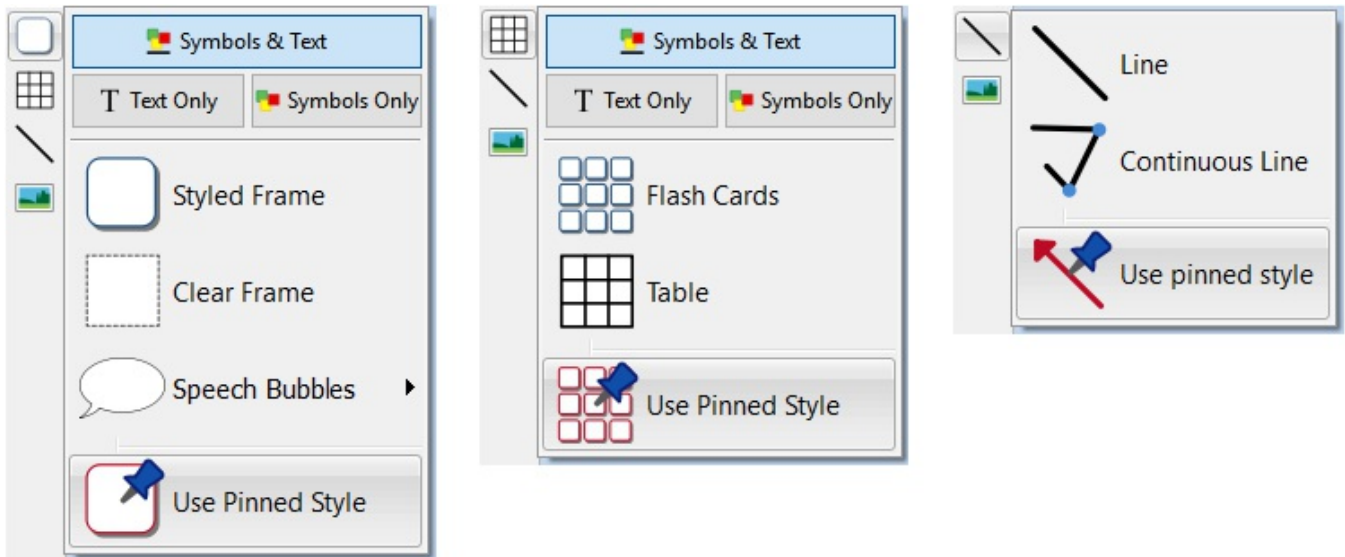 Symbols & Text
T Text Only
Symbols Only
Styled Frame
Clear Frame
Speech Bubbles
Use Pinned Style
Symbols & Text
T Text Only
Symbols Only
Flash Cards
Table
Use Pinned Style
Line
Continuous Line
Use pinned style